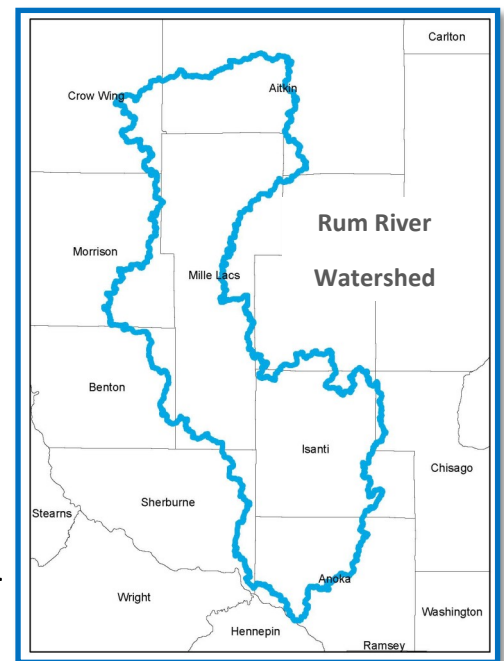 Carlton
Aitkin
Crow Wing
Rum River
Watershed
Morrison
Mille Lacs
Benton
Isanti
Chisago
Sherburne
Stearns
Anoka
Wright
Washington
Hennepin
Ramsey